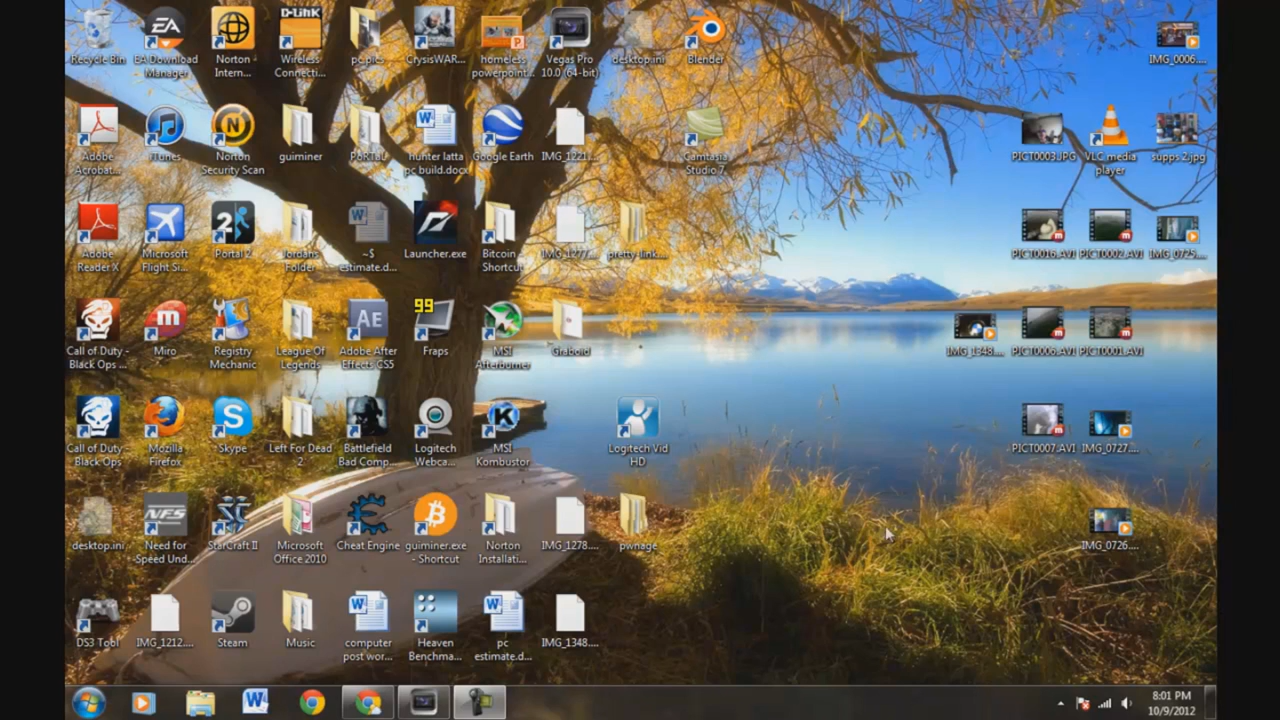 Recycle Bin
EA Download
Manager
Norton
Intern...
D-Link
Wireless
Connecti...
pc pics
CrysisWAR...
homeless
powerpoint...
Vegas Pro
10.0 (64-bit)
desktop.ini
Blender
IMG_0006....
Adobe
Acrobat...
iTunes
Norton
Security Scan
guiminer
PoRTAL
hunter latta
pc build.docx
Google Earth
IMG_1221...
Camtasia
Studio 7
PICT0003.JPG
VLC media
player
supps 2.jpg
Adobe
Reader X
Microsoft
Flight Si...
2
Portal 2
Jordans
Folder
~$
estimate.d...
Launcher.exe
Bitcoin -
Shortcut
IMG_1277....
pretty-link...
PICT0016.AVI
PICT0002.AVI
IMG_0725....
Call of Duty -
Black Ops ...
Miro
Registry
Mechanic
League Of
Legends
AE
Adobe After
Effects CS5
99
Fraps
MSI
Afterburner
Graboid
IMG_1348....
PICT0006.AVI
PICT0001.AVI
Call of Duty
Black Ops
Mozilla
Firefox
Skype
Left For Dead
2
Battlefield
Bad Comp...
Logitech
Webca...
K
MSI
Kombustor
Logitech Vid
HD
PICT0007.AVI
IMG_0727....
desktop.ini
NFS
Need for
Speed Und...
StarCraft II
Microsoft
Office 2010
Cheat Engine
guiminer.exe
- Shortcut
Norton
Installati...
IMG_1278....
pwnage
IMG_0726....
DS3 Tool
IMG_1212....
Steam
Music
computer
post wor...
Heaven
Benchma...
pc
estimate.d...
IMG_1348....
8:01 PM
10/9/2012